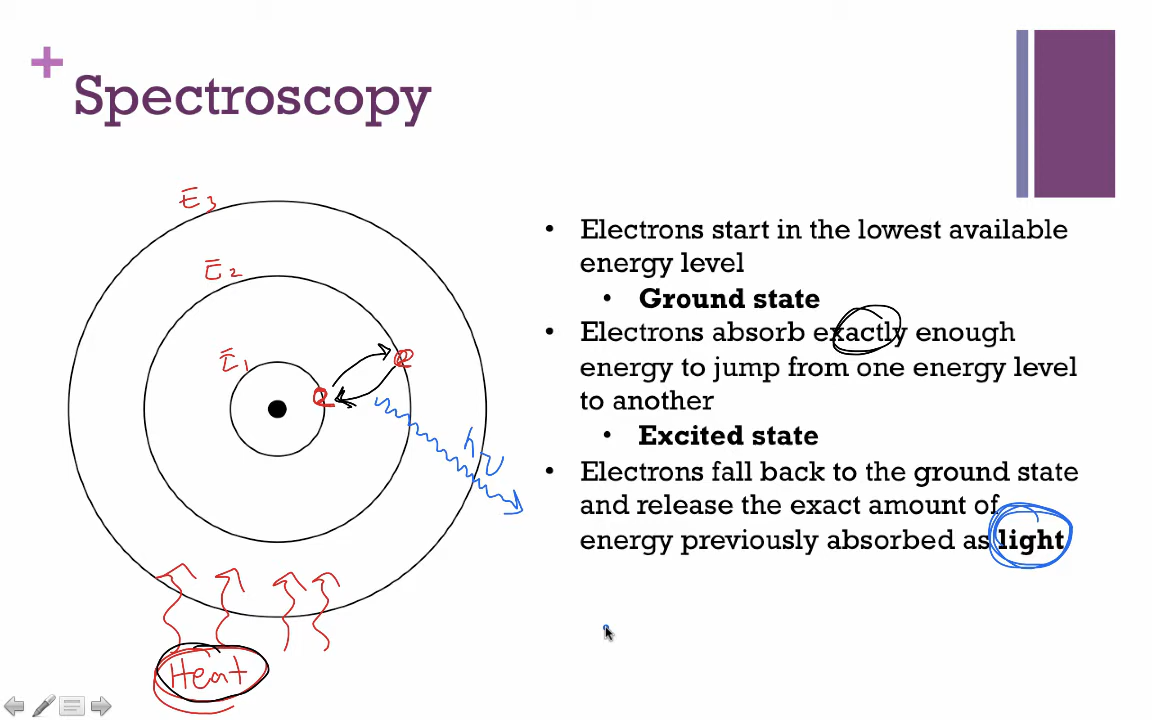 +
Spectroscopy
E3
E2
E1
e
e
hν
Heat
• Electrons start in the lowest available
energy level
• Ground state
• Electrons absorb exactly enough
energy to jump from one energy level
to another
• Excited state
• Electrons fall back to the ground state
and release the exact amount of
energy previously absorbed as light